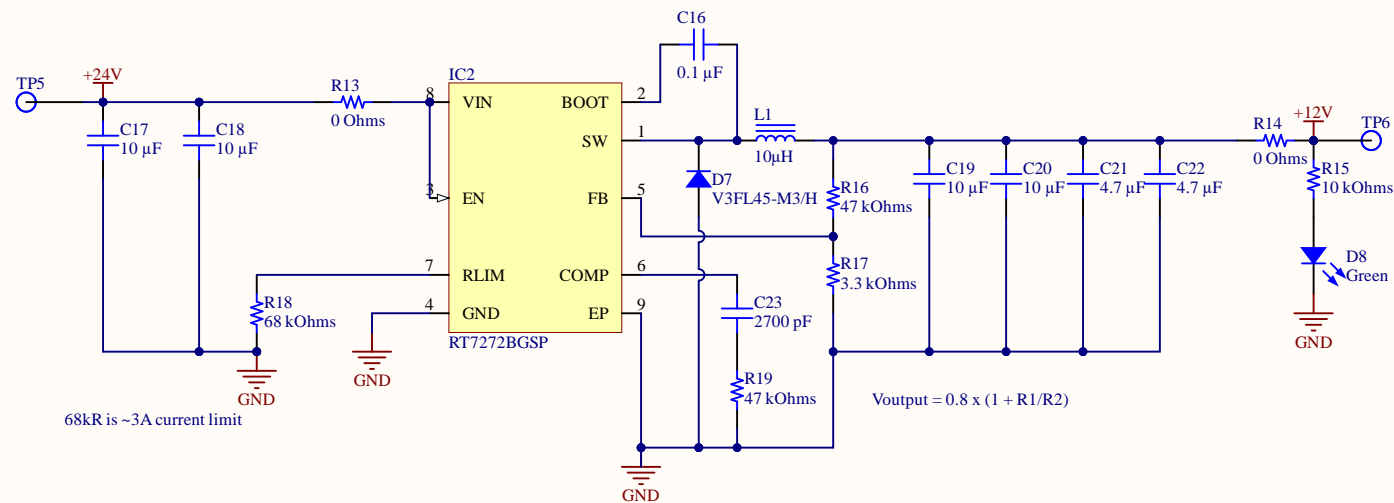 C16
0.1 µF
TP5
+24V
R13
0 Ohms
IC2
8
VIN
BOOT
2
C17
10 µF
C18
10 µF
SW
1
L1
10µH
R14
0 Ohms
+12V
TP6
3
EN
FB
5
D7
V3FL45-M3/H
R16
47 kOhms
C19
10 µF
C20
10 µF
C21
4.7 µF
C22
4.7 µF
R15
10 kOhms
7
RLIM
COMP
6
R17
3.3 kOhms
D8
Green
R18
68 kOhms
4
GND
EP
9
C23
2700 pF
RT7272BGSP
GND
GND
GND
R19
47 kOhms
68kR is ~3A current limit
Voutput = 0.8 x (1 + R1/R2)
GND